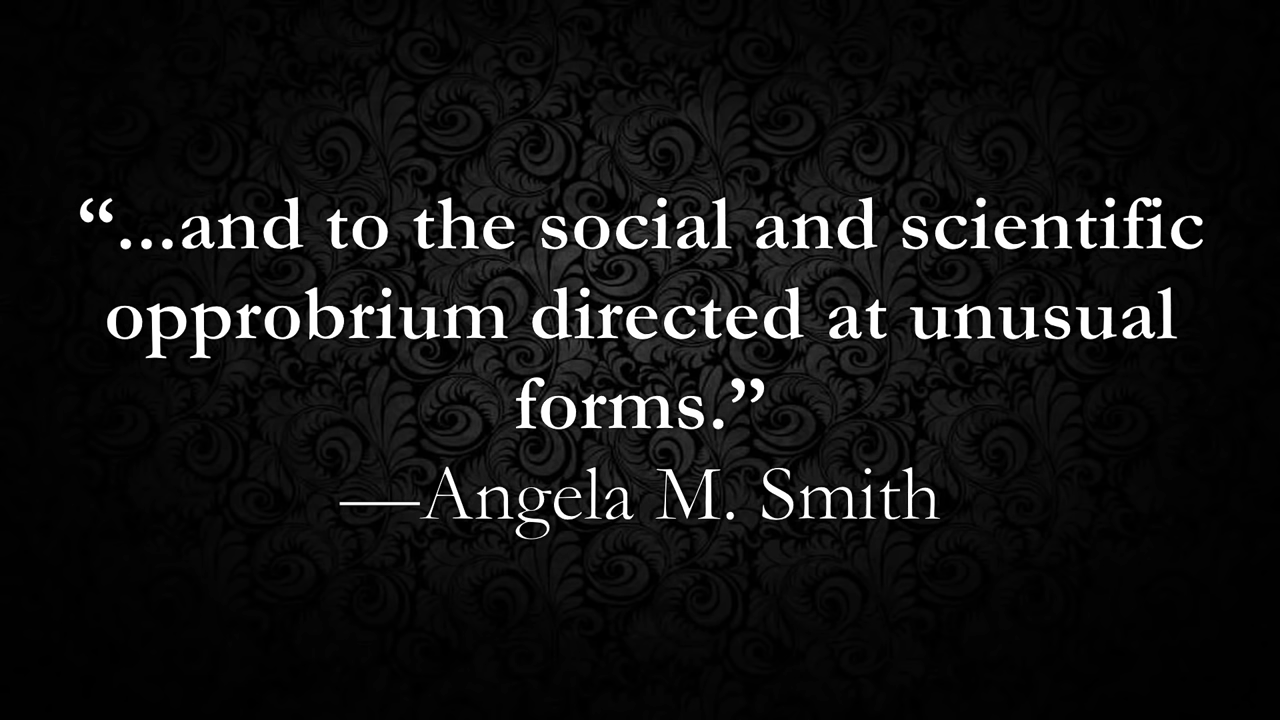 “...and to the social and scientific
opprobrium directed at unusual
forms.”
—Angela M. Smith